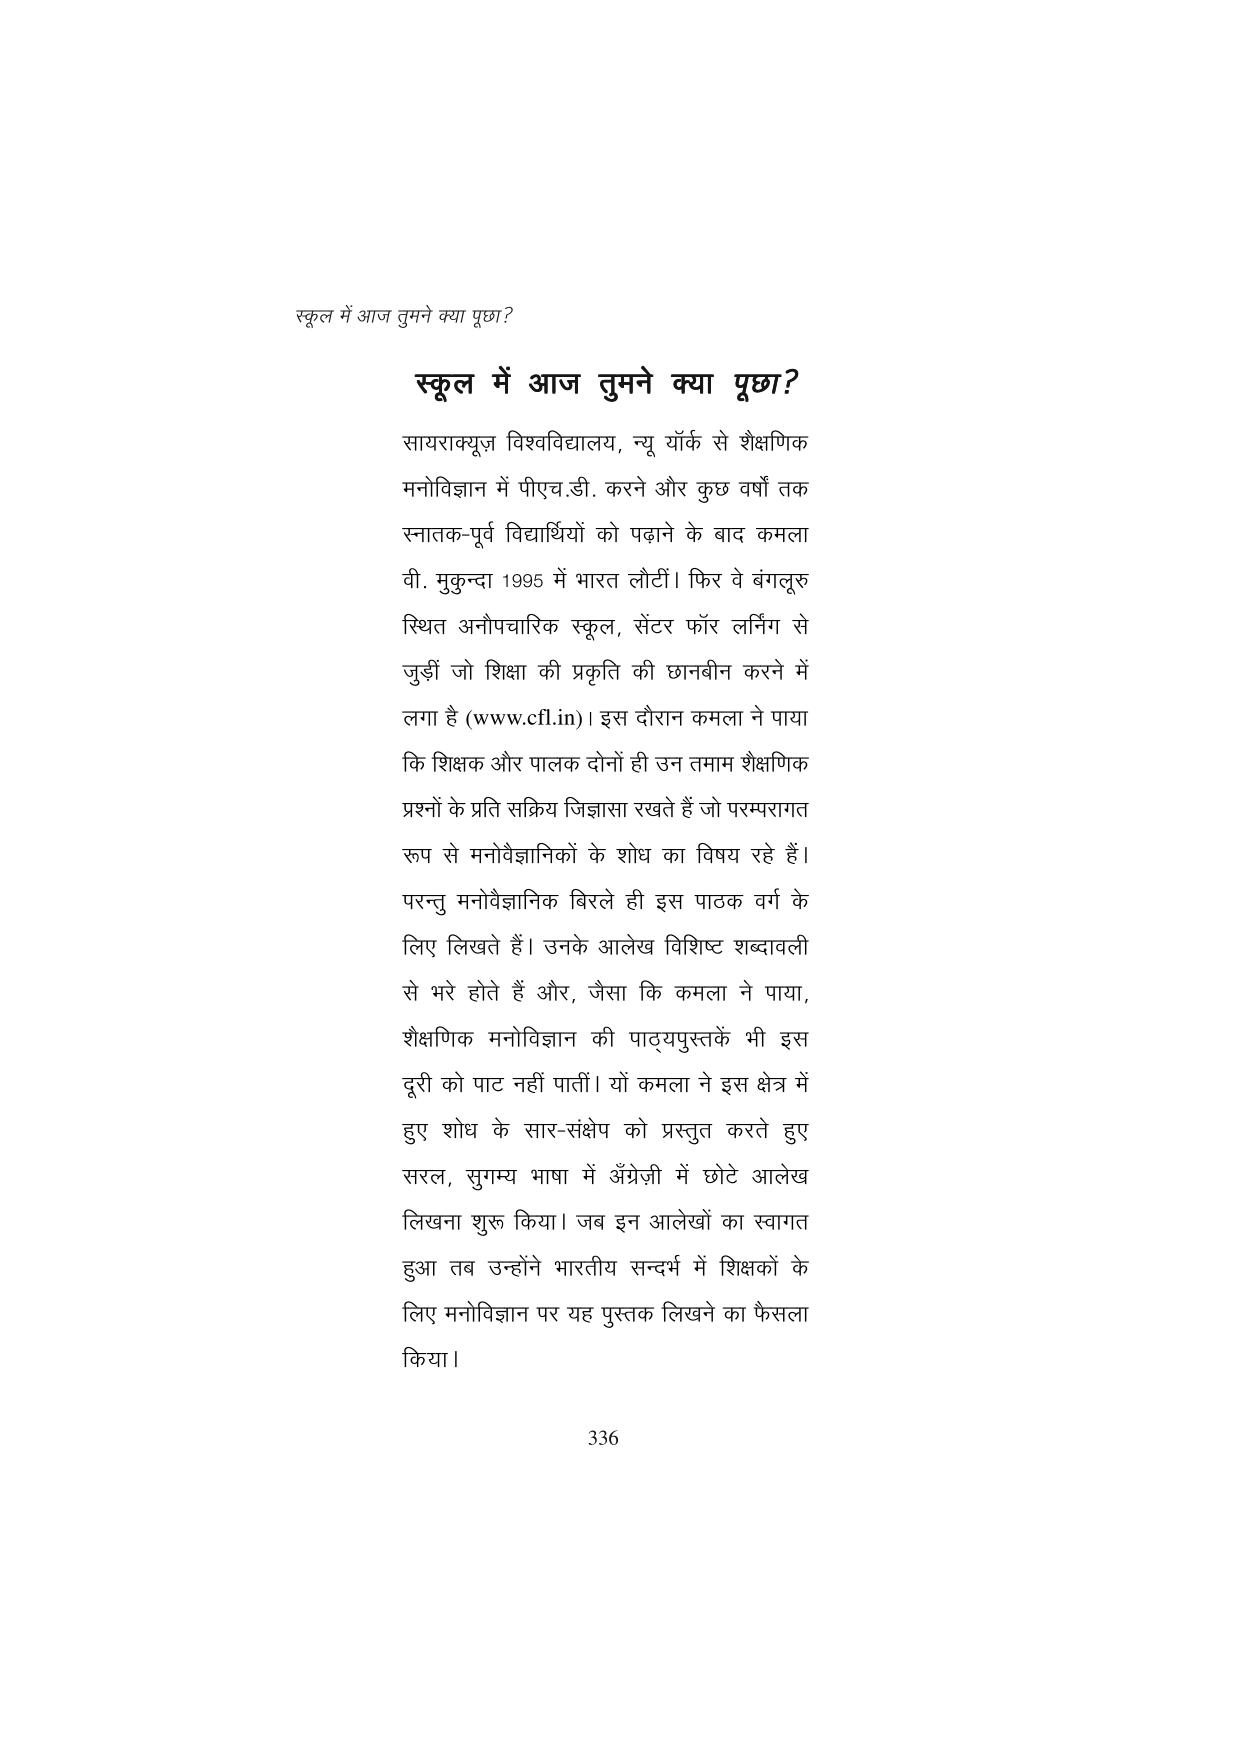 स्कूल में आज तुमने क्या पूछा?
स्कूल में आज तुमने क्या पूछा?
सायराक्यूज़ विश्वविद्यालय, न्यू यॉर्क से शैक्षणिक
मनोविज्ञान में पीएच.डी. करने और कुछ वर्षों तक
स्नातक-पूर्व विद्यार्थियों को पढ़ाने के बाद कमला
वी. मुकुन्दा 1995 में भारत लौटीं। फिर वे बंगलूरु
स्थित अनौपचारिक स्कूल, सेंटर फॉर लर्निंग से
जुड़ीं जो शिक्षा की प्रकृति की छानबीन करने में
लगा है (www.cfl.in)। इस दौरान कमला ने पाया
कि शिक्षक और पालक दोनों ही उन तमाम शैक्षणिक
प्रश्नों के प्रति सक्रिय जिज्ञासा रखते हैं जो परम्परागत
रूप से मनोवैज्ञानिकों के शोध का विषय रहे हैं।
परन्तु मनोवैज्ञानिक बिरले ही इस पाठक वर्ग के
लिए लिखते हैं। उनके आलेख विशिष्ट शब्दावली
से भरे होते हैं और, जैसा कि कमला ने पाया,
शैक्षणिक मनोविज्ञान की पाठ्यपुस्तकें भी इस
दूरी को पाट नहीं पातीं। यों कमला ने इस क्षेत्र में
हुए शोध के सार-संक्षेप को प्रस्तुत करते हुए
सरल, सुगम्य भाषा में अँग्रेज़ी में छोटे आलेख
लिखना शुरू किया। जब इन आलेखों का स्वागत
हुआ तब उन्होंने भारतीय सन्दर्भ में शिक्षकों के
लिए मनोविज्ञान पर यह पुस्तक लिखने का फैसला
किया।
336